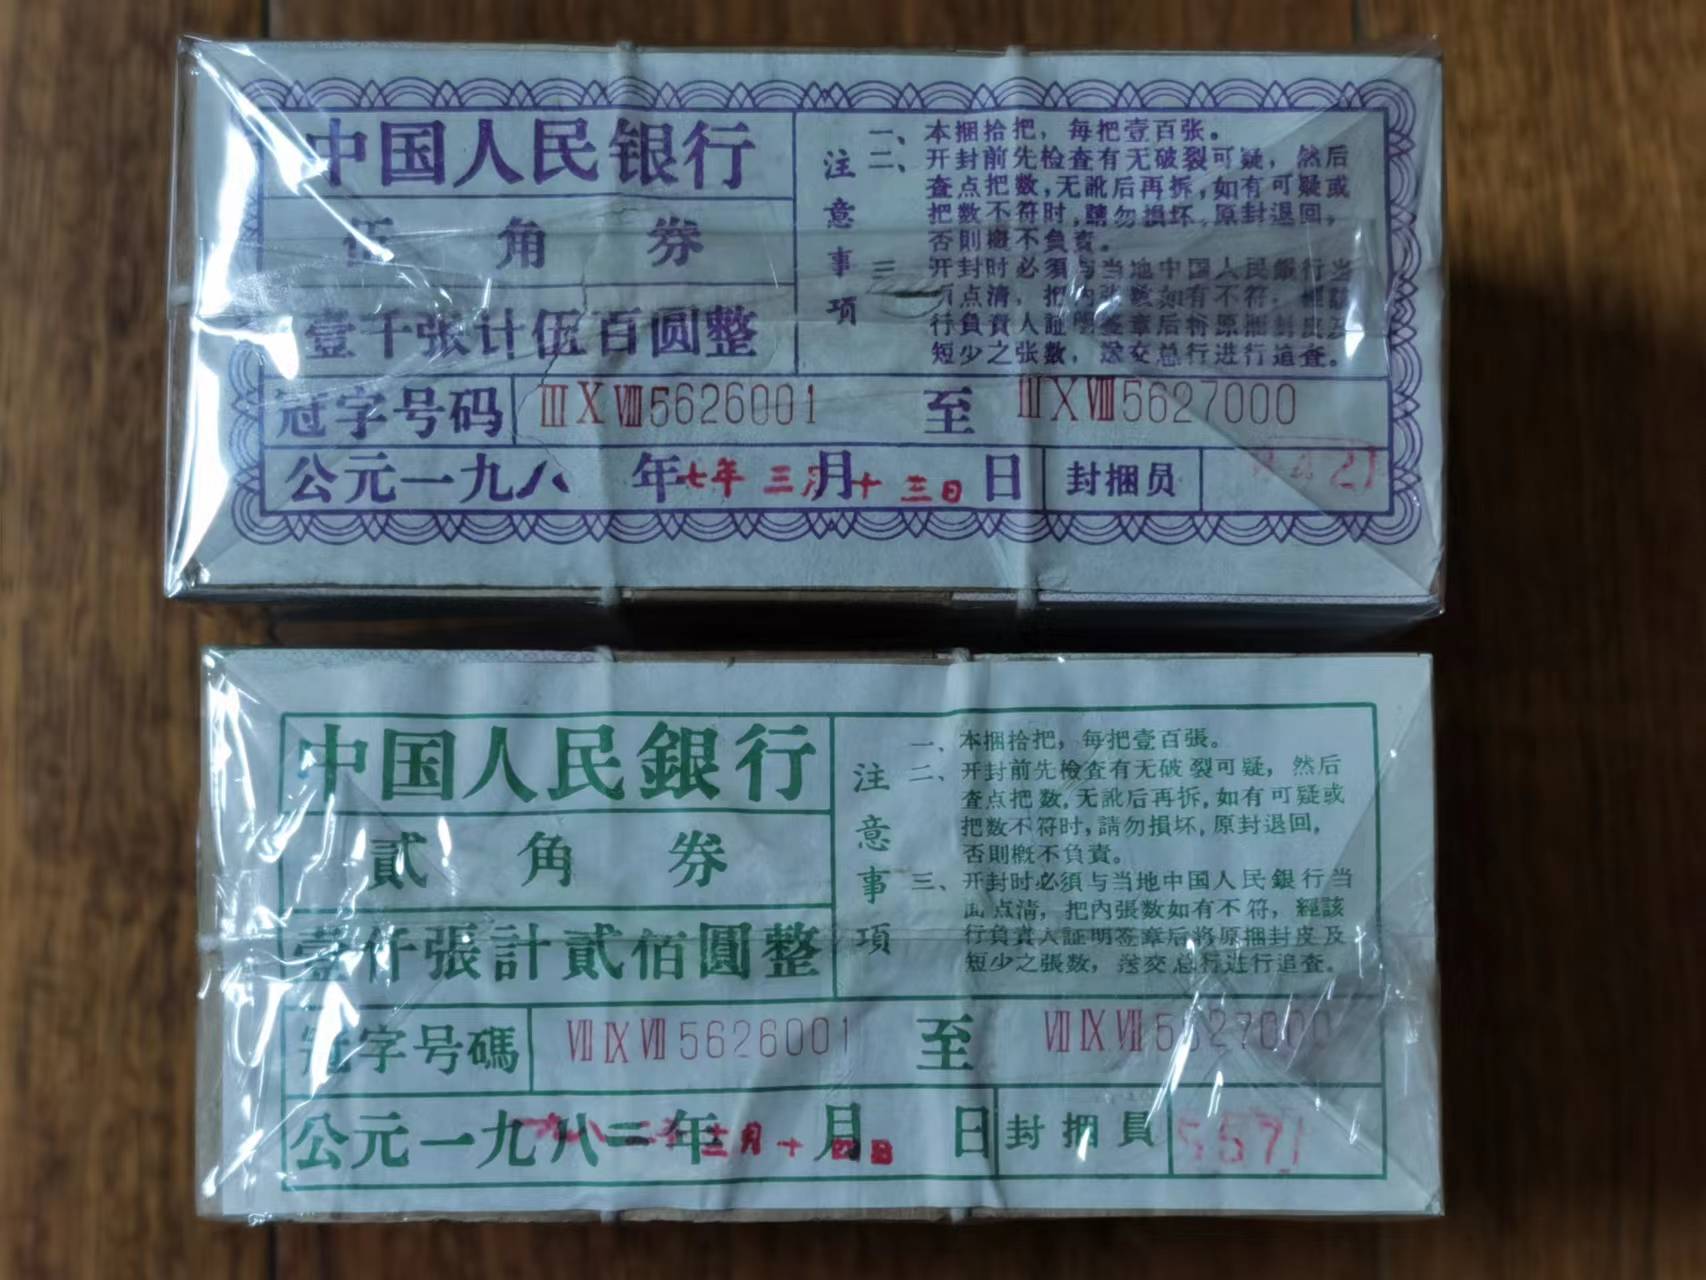 中国人民银行
伍角券
壹千张计伍百圆整
注意事项
一、本捆拾把，每把壹百张。
二、开封前先检查有无破裂可疑，然后
查点把数,无訛后再拆,如有可疑或
把数不符时,請勿損坏,原封退回,
否則概不負責。
三、开封时必須与当地中国人民銀行当
点清，把內张数如有不符，經該
行負責人証明签章后将原捆封皮及
短少之张数，送交总行进行追查。
冠字号码 ⅢⅩⅧ5626001 至 ⅢⅩⅧ5627000
公元一九八 年七年三月十三日 日 封捆员
中国人民銀行
貳角券
壹仟張計貳佰圓整
注意事項
一、本捆拾把，每把壹百張。
二、开封前先檢查有无破裂可疑，然后
查点把数,无訛后再拆,如有可疑或
把数不符时,請勿損坏,原封退回,
否則概不負責。
三、开封时必須与当地中国人民銀行当
面点清，把內張数如有不符，經該
行負責人証明签章后將原捆封皮及
短少之張数，送交总行进行追查。
冠字号碼 ⅦⅨⅦ5626001 至 ⅦⅨⅦ5627000
公元一九八二年 月 十四日 日 封捆員 5571